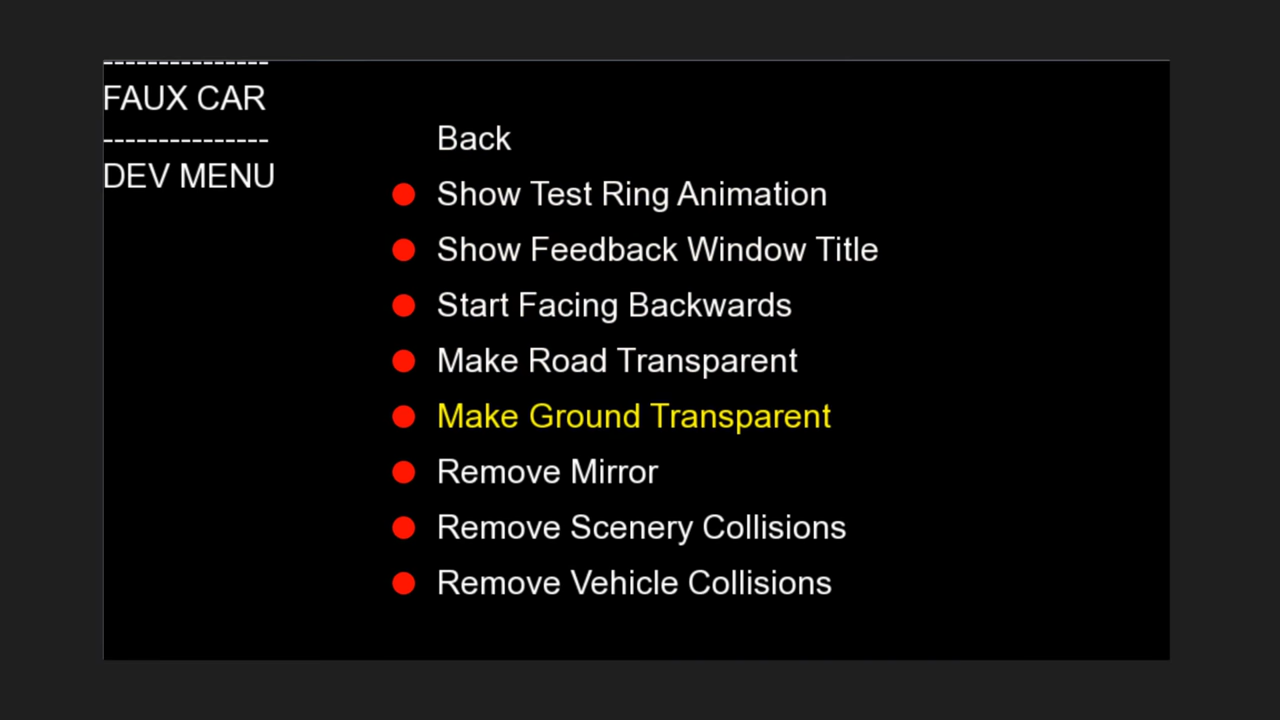 ---------------
FAUX CAR
---------------
DEV MENU
Back
Show Test Ring Animation
Show Feedback Window Title
Start Facing Backwards
Make Road Transparent
Make Ground Transparent
Remove Mirror
Remove Scenery Collisions
Remove Vehicle Collisions